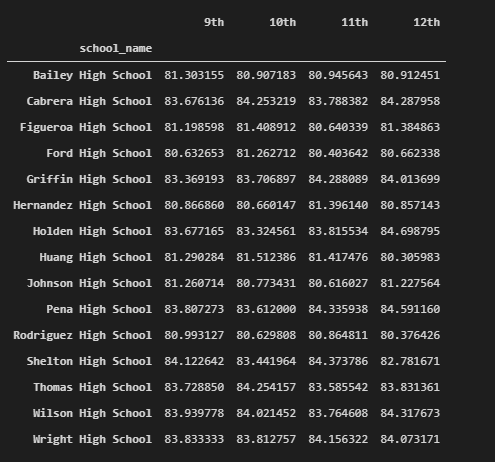 9th 10th 11th 12th
school_name
Bailey High School 81.303155 80.907183 80.945643 80.912451
Cabrera High School 83.676136 84.253219 83.788382 84.287958
Figueroa High School 81.198598 81.408912 80.640339 81.384863
Ford High School 80.632653 81.262712 80.403642 80.662338
Griffin High School 83.369193 83.706897 84.288089 84.013699
Hernandez High School 80.866860 80.660147 81.396140 80.857143
Holden High School 83.677165 83.324561 83.815534 84.698795
Huang High School 81.290284 81.512386 81.417476 80.305983
Johnson High School 81.260714 80.773431 80.616027 81.227564
Pena High School 83.807273 83.612000 84.335938 84.591160
Rodriguez High School 80.993127 80.629808 80.864811 80.376426
Shelton High School 84.122642 83.441964 84.373786 82.781671
Thomas High School 83.728850 84.254157 83.585542 83.831361
Wilson High School 83.939778 84.021452 83.764608 84.317673
Wright High School 83.833333 83.812757 84.156322 84.073171